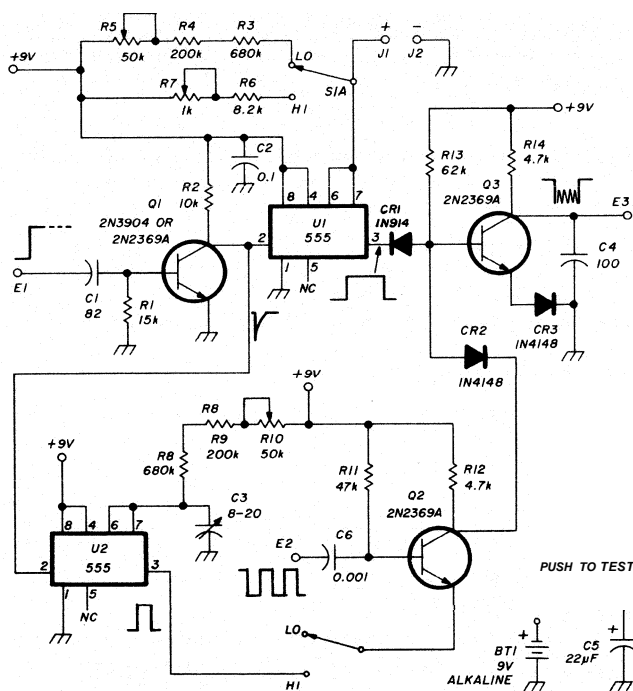 R5
50k
R4
200k
R3
680k
+9V
LO
+
J1
-
J2
S1A
R7
1k
R6
8.2k
HI
+9V
C2
0.1
R13
62k
R14
4.7k
Q3
2N2369A
R2
10k
Q1
2N3904 OR
2N2369A
8
4
6
7
U1
555
2
3
1
5
NC
CR1
1N914
E3
E1
C1
82
R1
15k
C4
100
CR3
1N4148
CR2
1N4148
+9V
R8
R9
200k
R10
50k
+9V
R8
680k
C3
8-20
R11
47k
R12
4.7k
Q2
2N2369A
8
4
6
7
U2
555
2
3
1
5
NC
E2
C6
0.001
LO
HI
PUSH TO TEST
+
BT1
9V
ALKALINE
+
C5
22µF